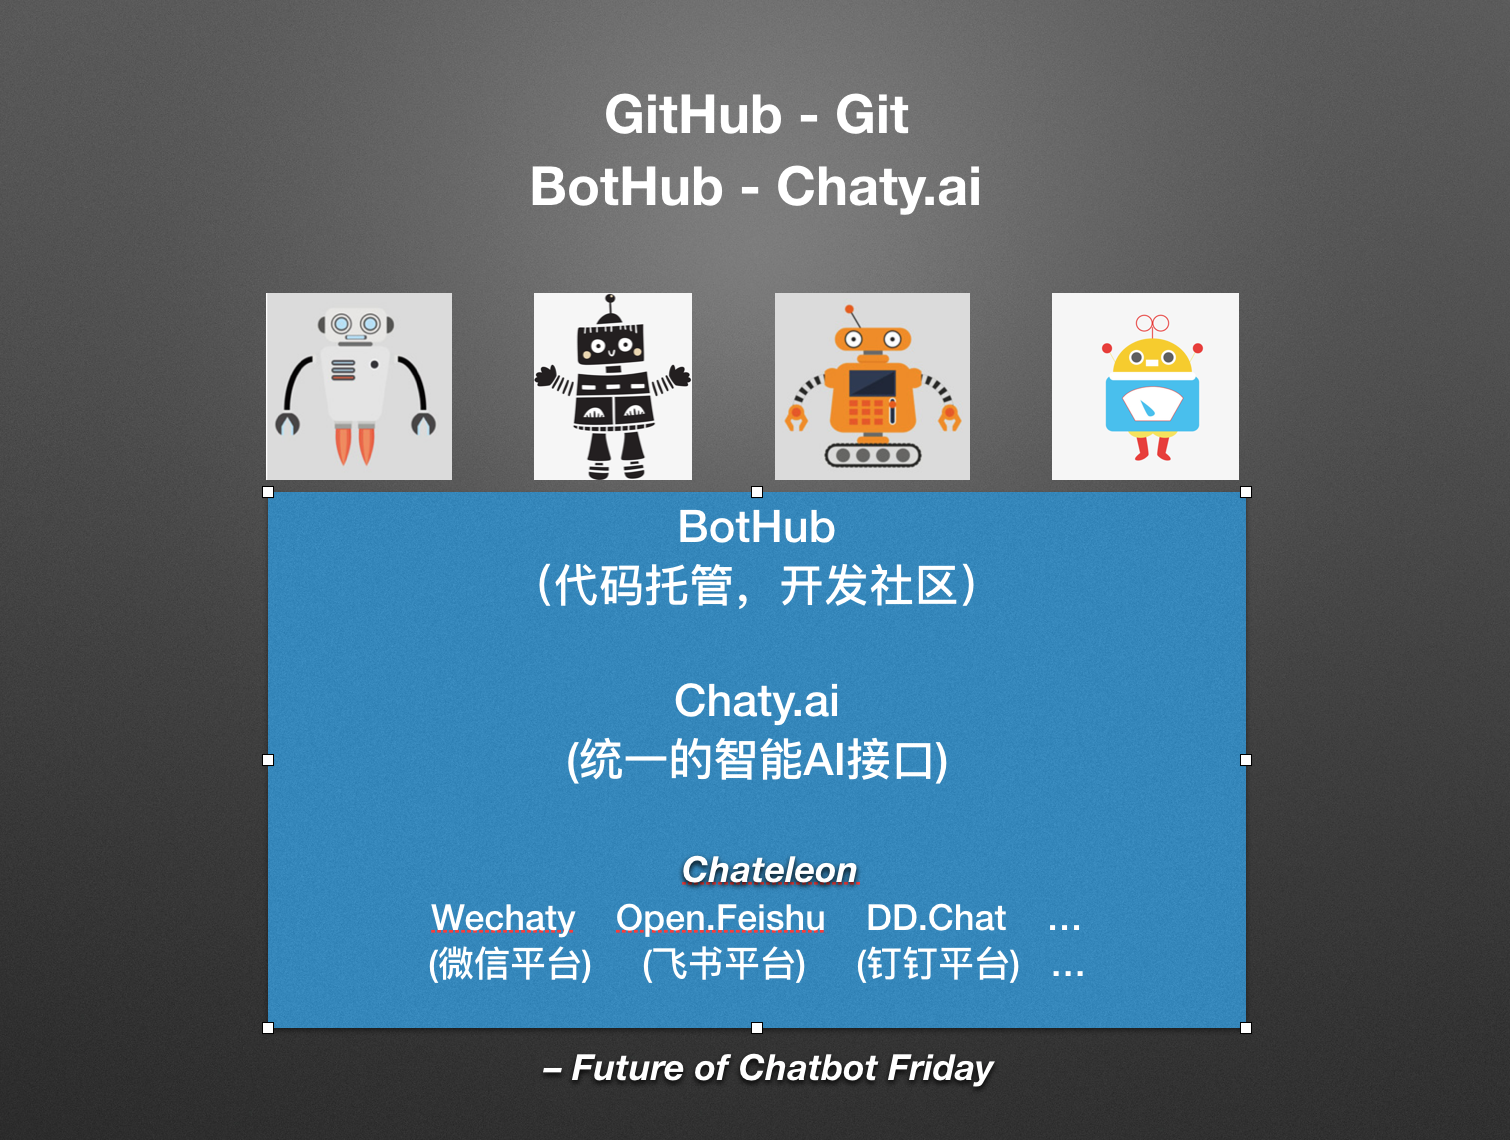 GitHub - Git
BotHub - Chaty.ai
BotHub
（代码托管，开发社区）
Chaty.ai
(统一的智能AI接口)
Chateleon
Wechaty Open.Feishu DD.Chat …
(微信平台) (飞书平台) (钉钉平台) …
– Future of Chatbot Friday